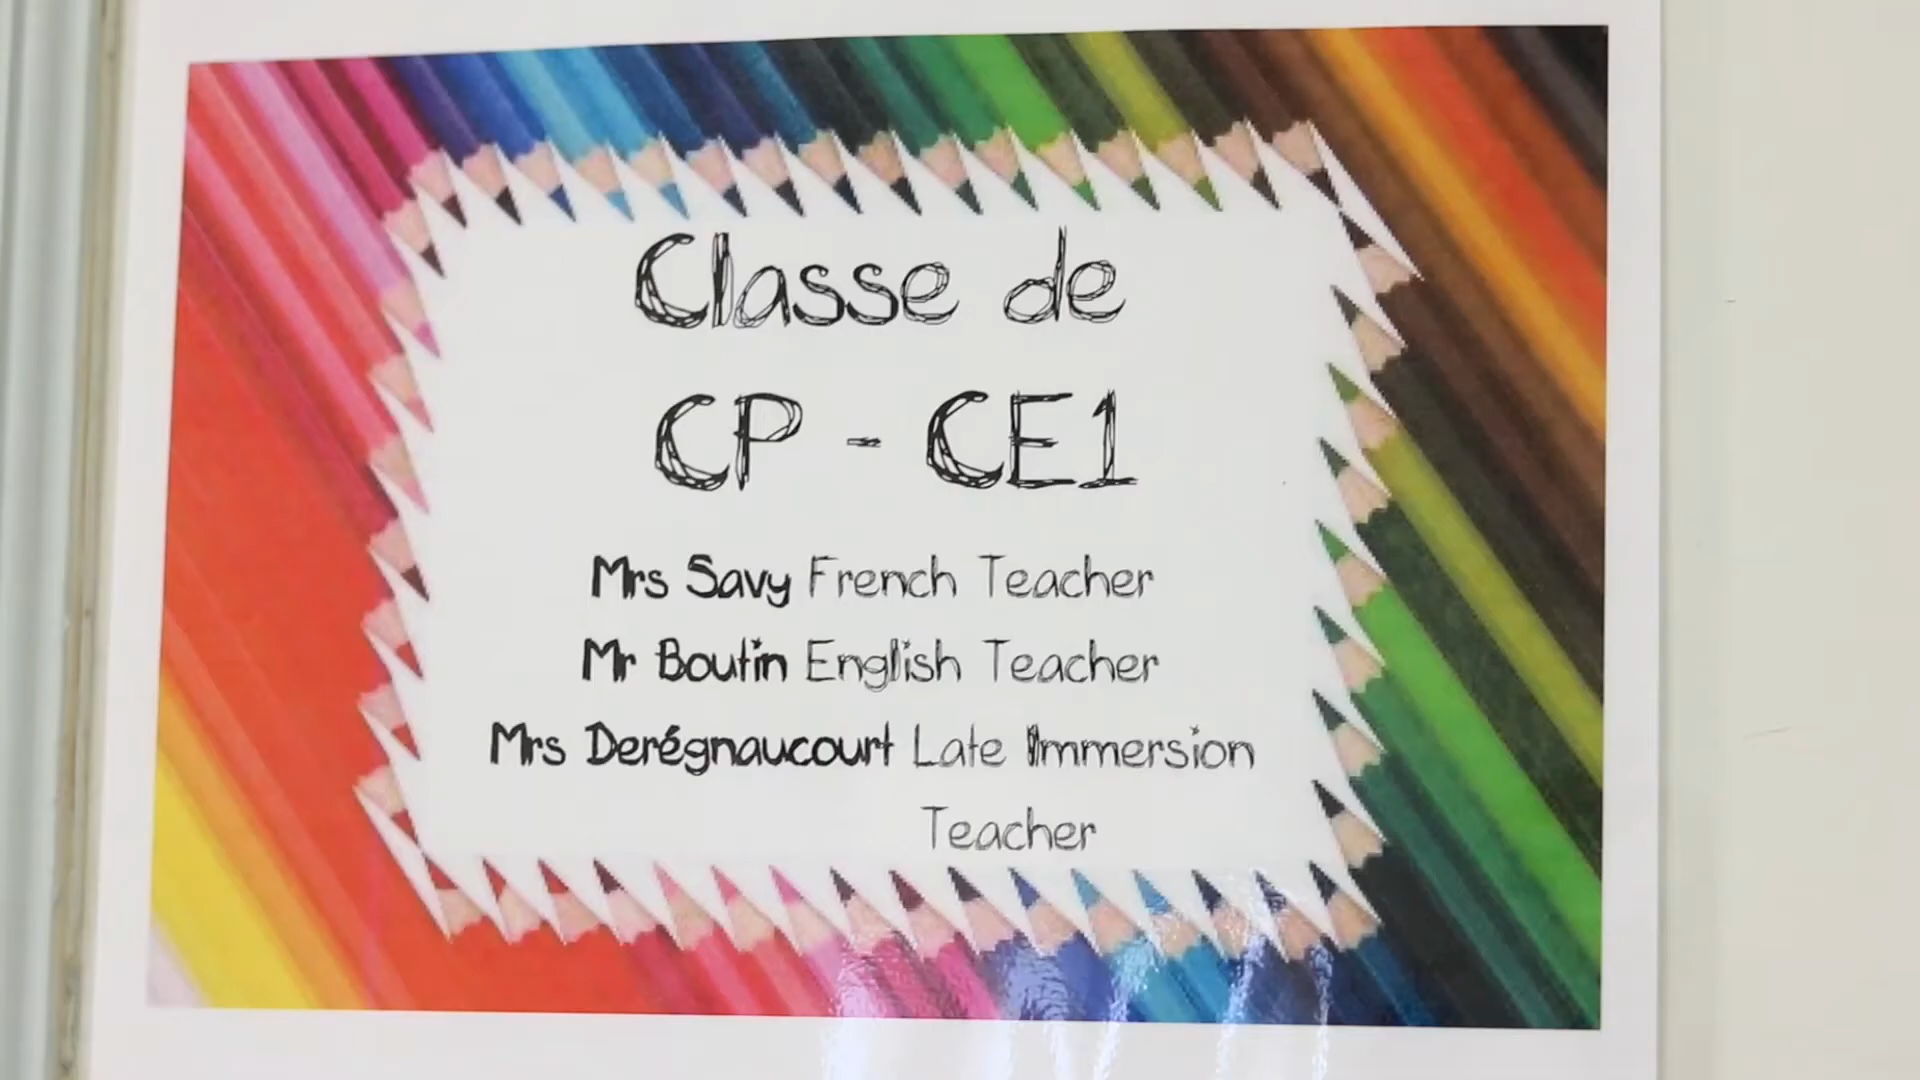 Classe de
CP - CE1
Mrs Savy French Teacher
Mr Boutin English Teacher
Mrs Derégnaucourt Late Immersion
Teacher